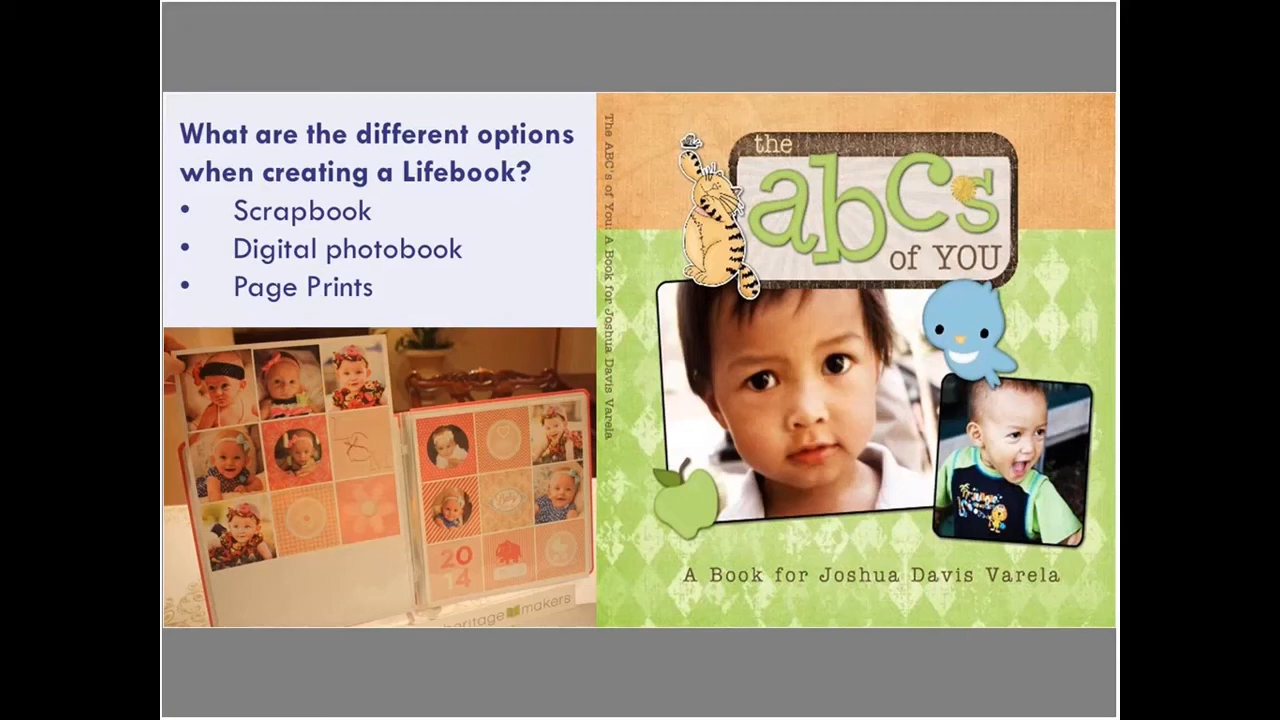 What are the different options
when creating a Lifebook?
• Scrapbook
• Digital photobook
• Page Prints
20
14
heritage makers
The ABC's of You: A Book for Joshua Davis Varela
the
abc's
of YOU
A Book for Joshua Davis Varela